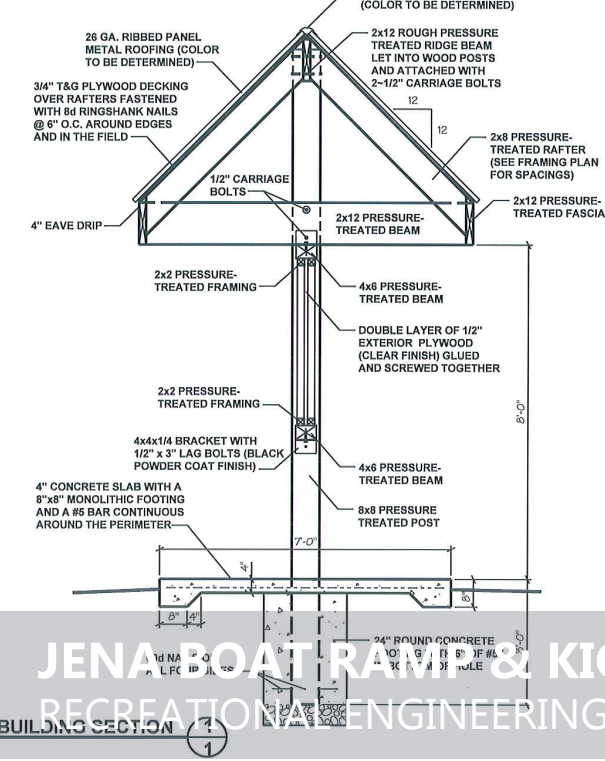 (COLOR TO BE DETERMINED)
26 GA. RIBBED PANEL
METAL ROOFING (COLOR
TO BE DETERMINED)
2x12 ROUGH PRESSURE
TREATED RIDGE BEAM
LET INTO WOOD POSTS
AND ATTACHED WITH
2~1/2" CARRIAGE BOLTS
3/4" T&G PLYWOOD DECKING
OVER RAFTERS FASTENED
WITH 8d RINGSHANK NAILS
@ 6" O.C. AROUND EDGES
AND IN THE FIELD
12
12
2x8 PRESSURE-
TREATED RAFTER
(SEE FRAMING PLAN
FOR SPACINGS)
1/2" CARRIAGE
BOLTS
2x12 PRESSURE-
TREATED FASCIA
4" EAVE DRIP
2x12 PRESSURE-
TREATED BEAM
2x2 PRESSURE-
TREATED FRAMING
4x6 PRESSURE-
TREATED BEAM
DOUBLE LAYER OF 1/2"
EXTERIOR PLYWOOD
(CLEAR FINISH) GLUED
AND SCREWED TOGETHER
8'-0"
2x2 PRESSURE-
TREATED FRAMING
4x4x1/4 BRACKET WITH
1/2" x 3" LAG BOLTS (BLACK
POWDER COAT FINISH)
4x6 PRESSURE-
TREATED BEAM
4" CONCRETE SLAB WITH A
8"x8" MONOLITHIC FOOTING
AND A #5 BAR CONTINUOUS
AROUND THE PERIMETER
8x8 PRESSURE
TREATED POST
7'-0"
4"
8"
8"
4"
24" ROUND CONCRETE
JENA BOAT RAMP & KIO
RECREATIONAL ENGINEERING
BUILDING SECTION
1
1